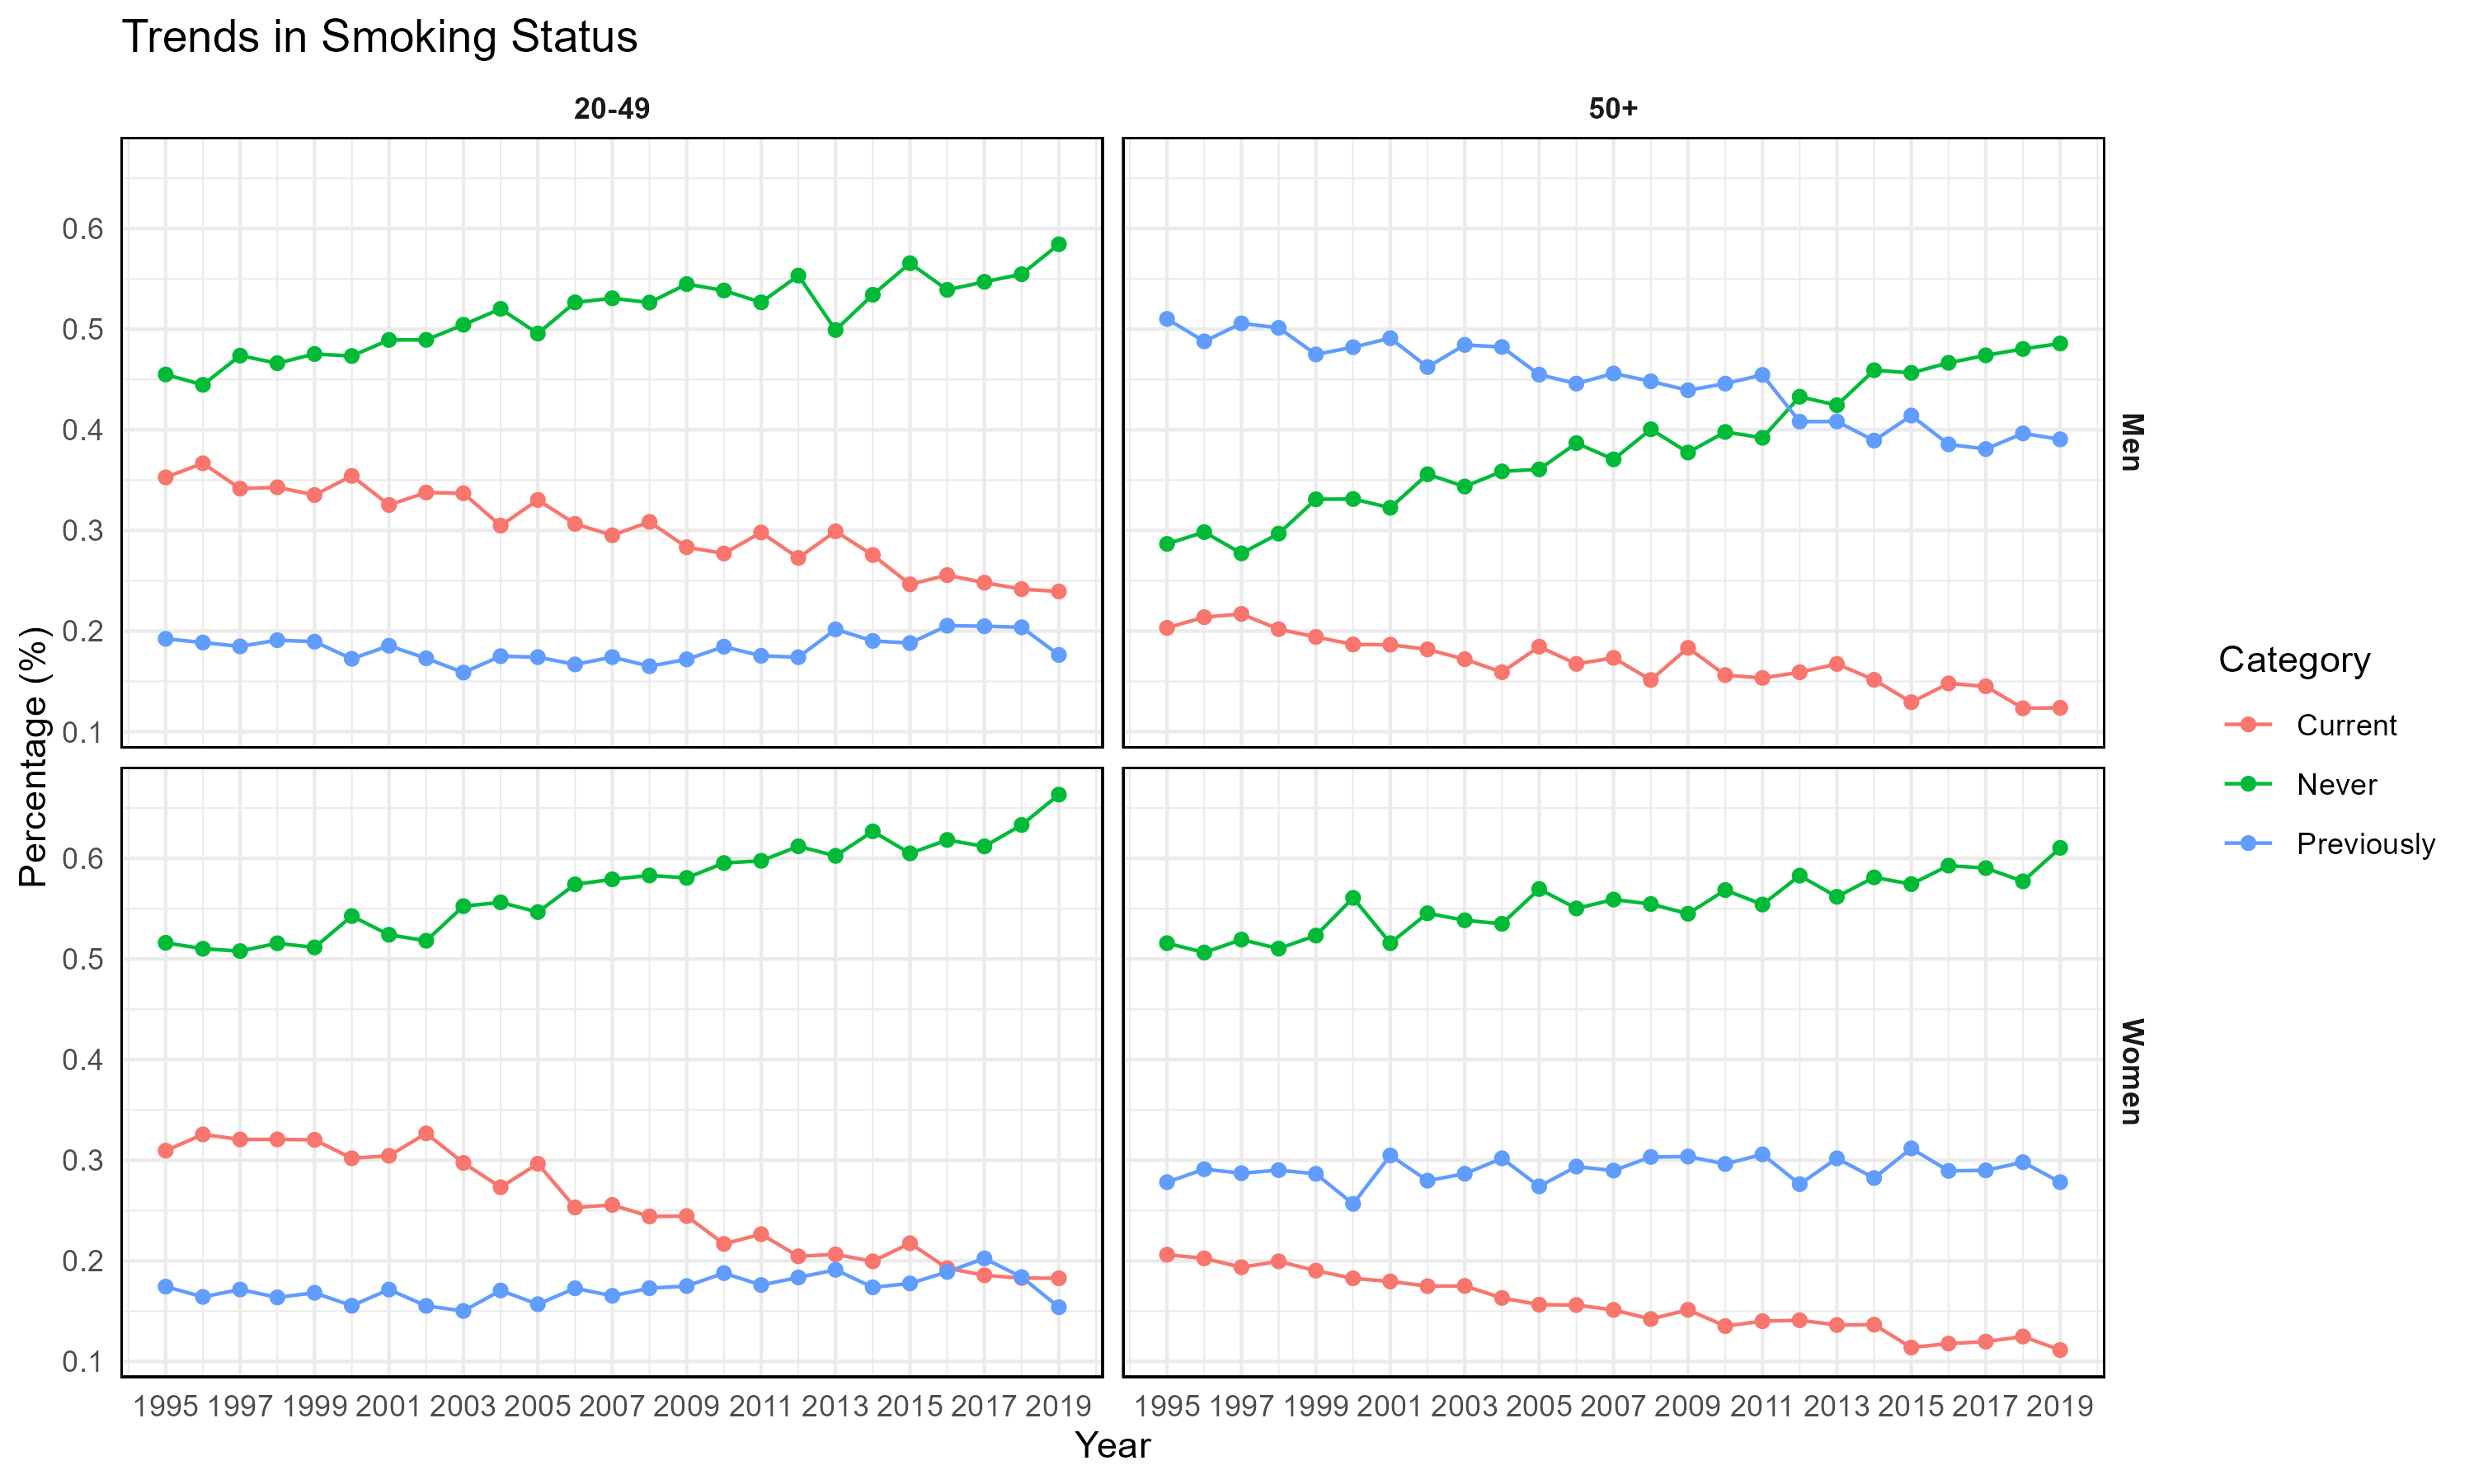 Trends in Smoking Status
20-49
50+
0.6
0.5
0.4
0.3
0.2
0.1
Men
0.6
0.5
0.4
0.3
0.2
0.1
Women
Percentage (%)
1995 1997 1999 2001 2003 2005 2007 2009 2011 2013 2015 2017 2019
1995 1997 1999 2001 2003 2005 2007 2009 2011 2013 2015 2017 2019
Year
Category
Current
Never
Previously